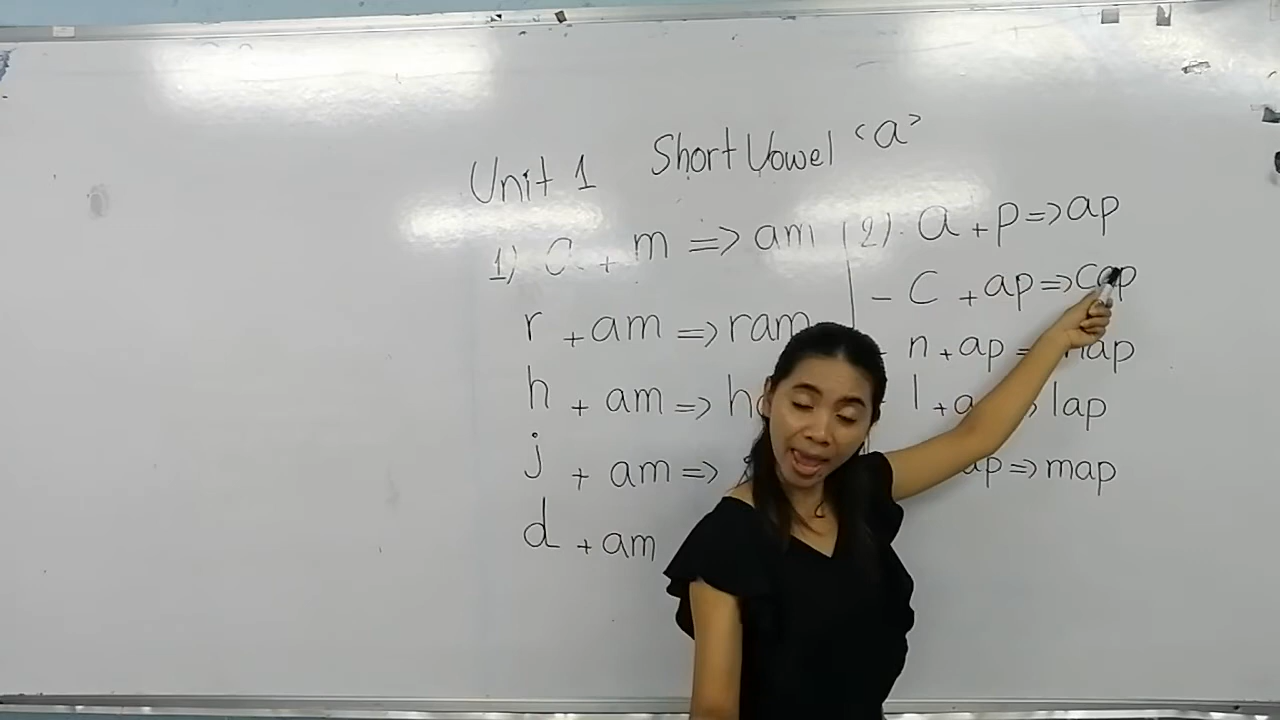 Unit 1 Short Vowel ‹a›
1) a + m => am
r + am => ram
h + am =>
j + am =>
d + am
2). a + p => ap
- c + ap => cap
- n + ap = nap
l + a lap
ap => map